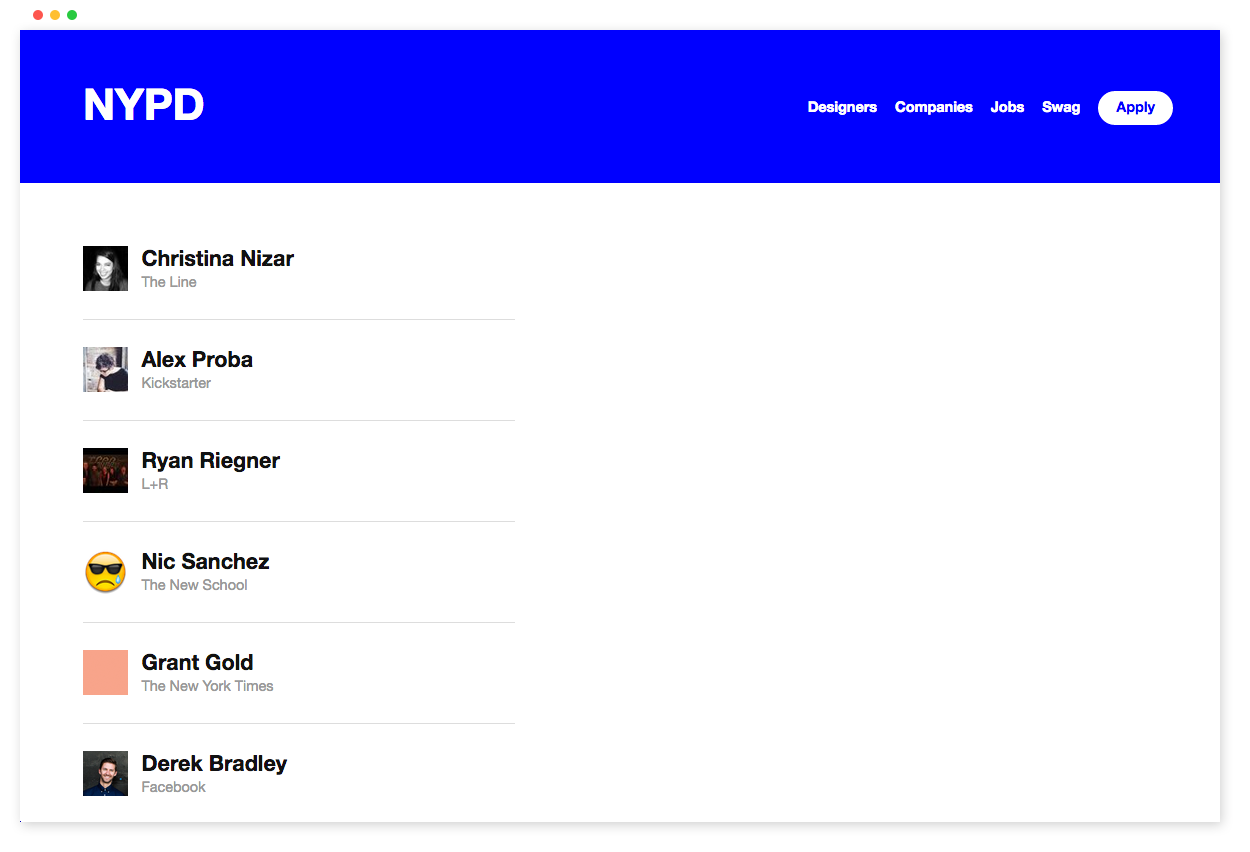 NYPD
Designers Companies Jobs Swag Apply
Christina Nizar
The Line
Alex Proba
Kickstarter
Ryan Riegner
L+R
Nic Sanchez
The New School
Grant Gold
The New York Times
Derek Bradley
Facebook